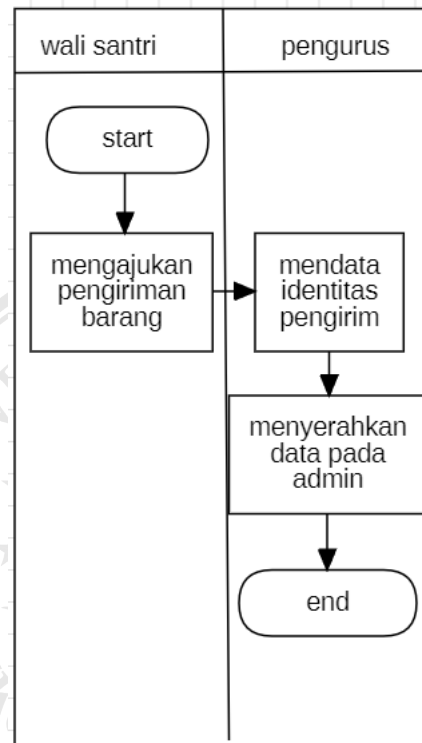 wali santri
pengurus
start
mengajukan
pengiriman
barang
mendata
identitas
pengirim
menyerahkan
data pada
admin
end